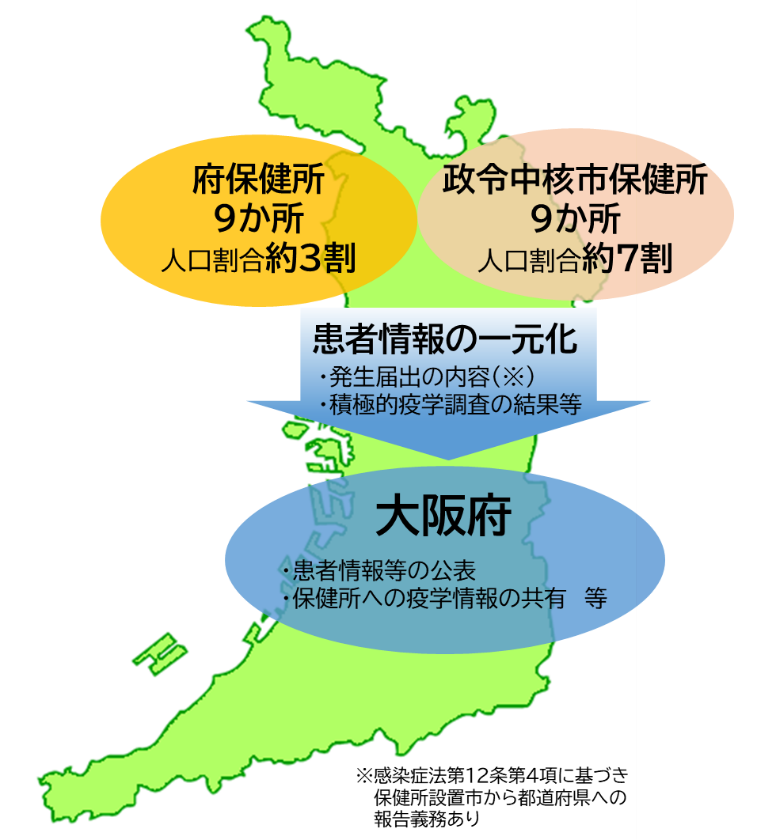 府保健所
9か所
人口割合約3割
政令中核市保健所
9か所
人口割合約7割
患者情報の一元化
・発生届出の内容(※)
・積極的疫学調査の結果等
大阪府
・患者情報等の公表
・保健所への疫学情報の共有　等
※感染症法第12条第4項に基づき
保健所設置市から都道府県への
報告義務あり